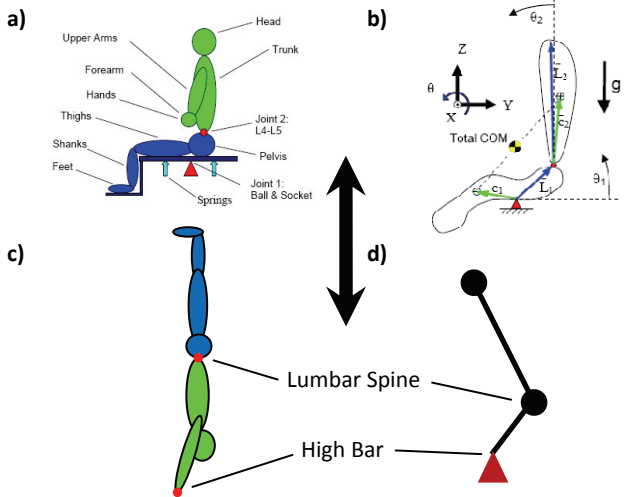 a)
Head
Upper Arms
Trunk
Forearm
Hands
Joint 2:
L4-L5
Thighs
Shanks
Pelvis
Feet
Springs
Joint 1:
Ball & Socket
b)
θ₂
Z
L₂
g
θ
X
Y
c₂
Total COM
c₁
L₁
θ₁
c)
d)
Lumbar Spine
High Bar